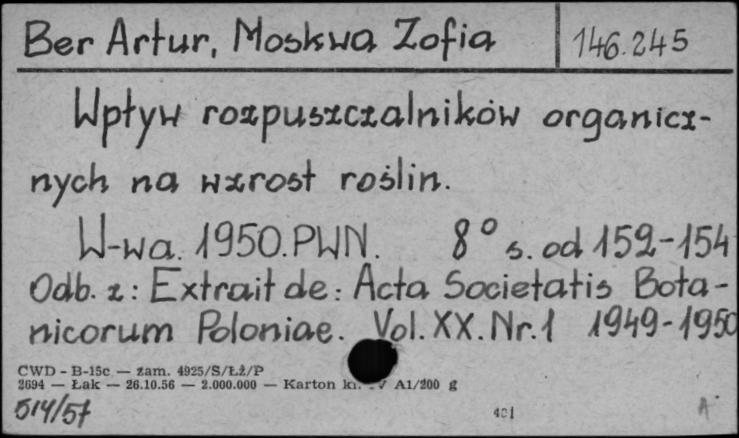 Ber Artur, Moskwa Zofia 146.245
Wpływ rozpuszczalników organicz-
nych na wzrost roślin.
W-wa. 1950. PWN. 8° s. od 152-154
Odb. z: Extrait de: Acta Societatis Bota-
nicorum Poloniae. Vol. XX. Nr. 1 1949-1950
CWD - B-15c — zam. 4925/S/ŁŻ/P
2694 — Łak — 26.10.56 — 2.000.000 — Karton kl. V A1/200 g
514/57 401 A